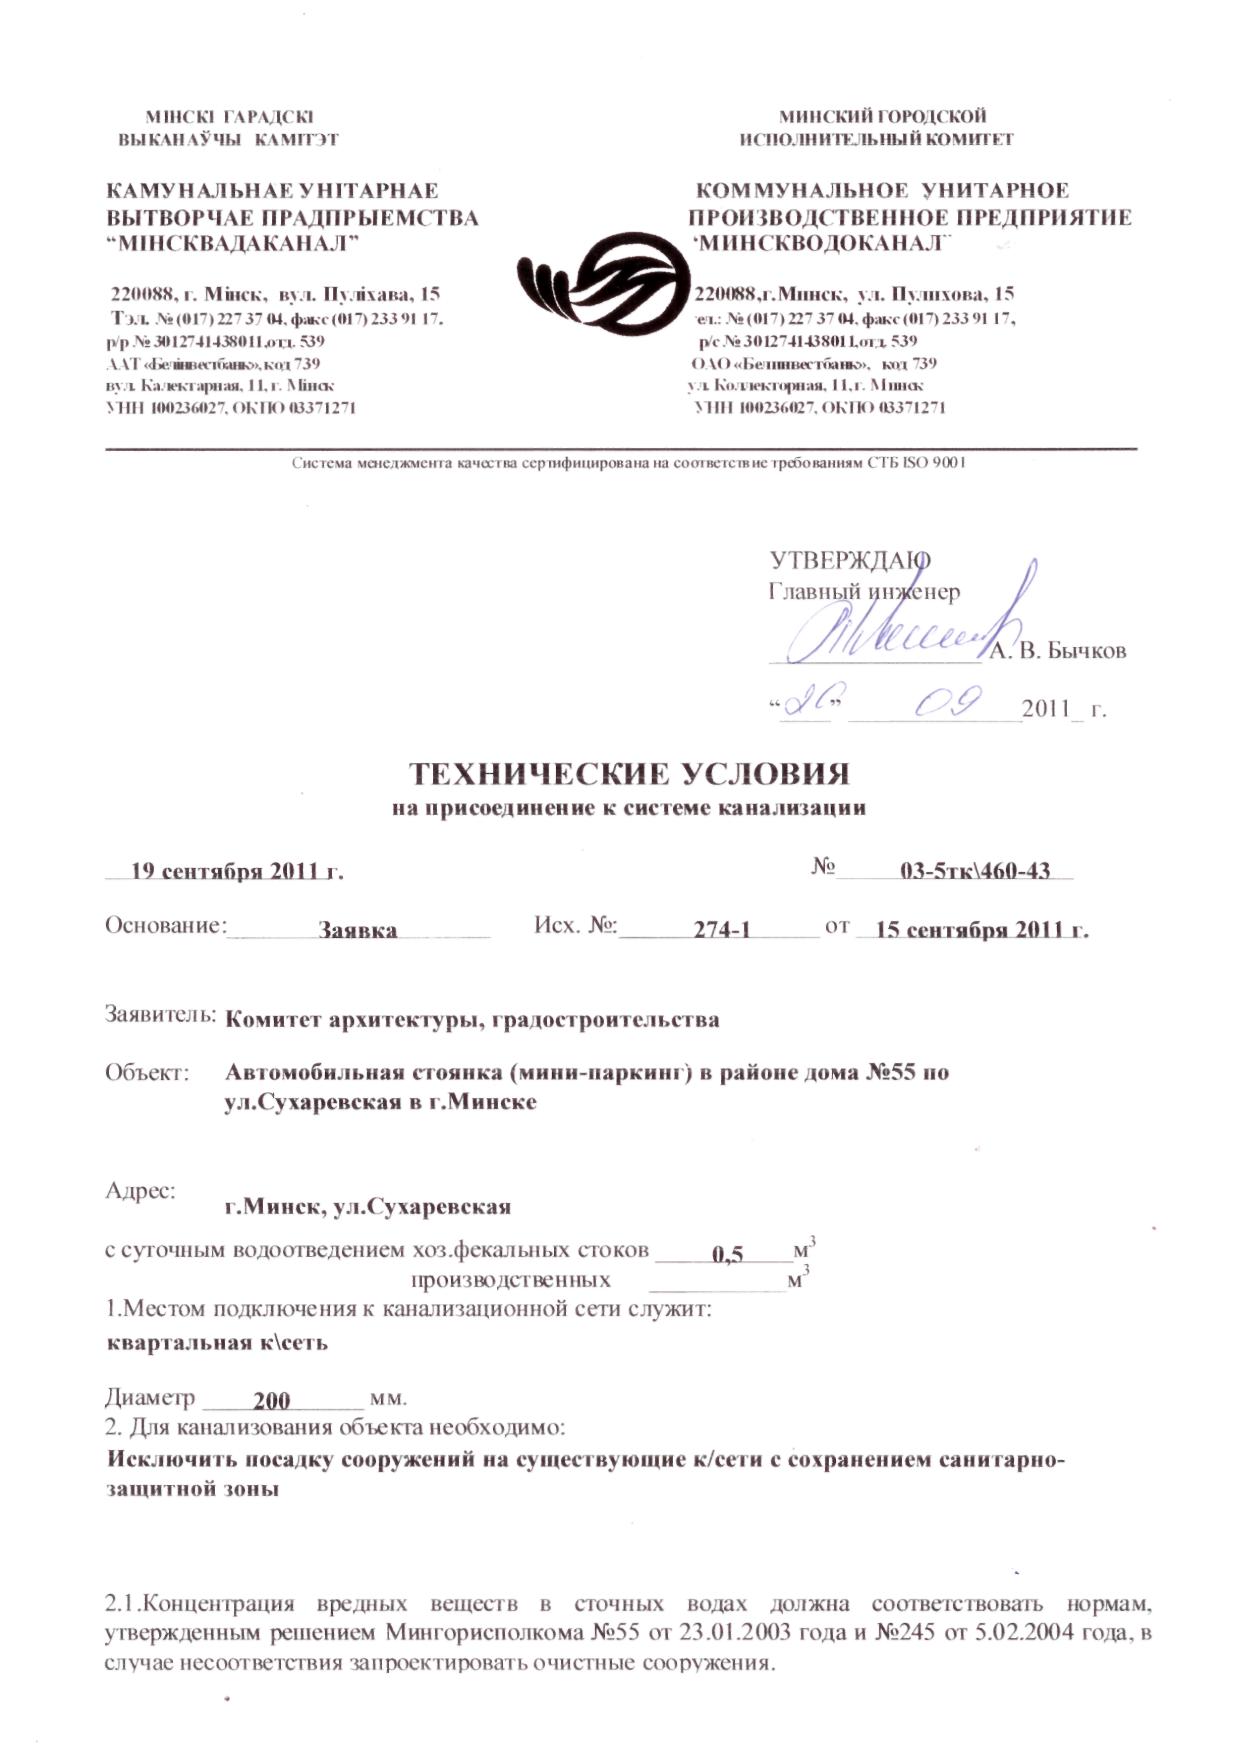 МІНСКІ ГАРАДСКІ
ВЫКАНАЎЧЫ КАМІТЭТ
КАМУНАЛЬНАЕ УНІТАРНАЕ
ВЫТВОРЧАЕ ПРАДПРЫЕМСТВА
“МІНСКВАДАКАНАЛ”
220088, г. Мінск, вул. Пуліхава, 15
Тэл. № (017) 227 37 04, факс (017) 233 91 17,
р/р № 3012741438011,отд. 539
ААТ «Белінвестбанк», код 739
вул. Калектарная, 11, г. Мінск
УНН 100236027, ОКПО 03371271
МИНСКИЙ ГОРОДСКОЙ
ИСПОЛНИТЕЛЬНЫЙ КОМИТЕТ
КОММУНАЛЬНОЕ УНИТАРНОЕ
ПРОИЗВОДСТВЕННОЕ ПРЕДПРИЯТИЕ
‘МИНСКВОДОКАНАЛ¨
220088,г.Минск, ул. Пулихова, 15
ел.: № (017) 227 37 04, факс (017) 233 91 17,
р/с № 3012741438011,отд. 539
ОАО «Белинвестбанк», код 739
ул. Коллекторная, 11,г. Минск
УНН 100236027, ОКПО 03371271
Система менеджмента качества сертифицирована на соответствие требованиям СТБ ISO 9001
УТВЕРЖДАЮ
Главный инженер
А. В. Бычков
“26” 09 2011_ г.
ТЕХНИЧЕСКИЕ УСЛОВИЯ
на присоединение к системе канализации
19 сентября 2011 г. № 03-5тк\460-43
Основание: Заявка Исх. №: 274-1 от 15 сентября 2011 г.
Заявитель: Комитет архитектуры, градостроительства
Объект: Автомобильная стоянка (мини-паркинг) в районе дома №55 по
ул.Сухаревская в г.Минске
Адрес: г.Минск, ул.Сухаревская
с суточным водоотведением хоз.фекальных стоков 0,5 м³
производственных м³
1.Местом подключения к канализационной сети служит:
квартальная к\сеть
Диаметр 200 мм.
2. Для канализования объекта необходимо:
Исключить посадку сооружений на существующие к/сети с сохранением санитарно-
защитной зоны
2.1.Концентрация вредных веществ в сточных водах должна соответствовать нормам,
утвержденным решением Мингорисполкома №55 от 23.01.2003 года и №245 от 5.02.2004 года, в
случае несоответствия запроектировать очистные сооружения.